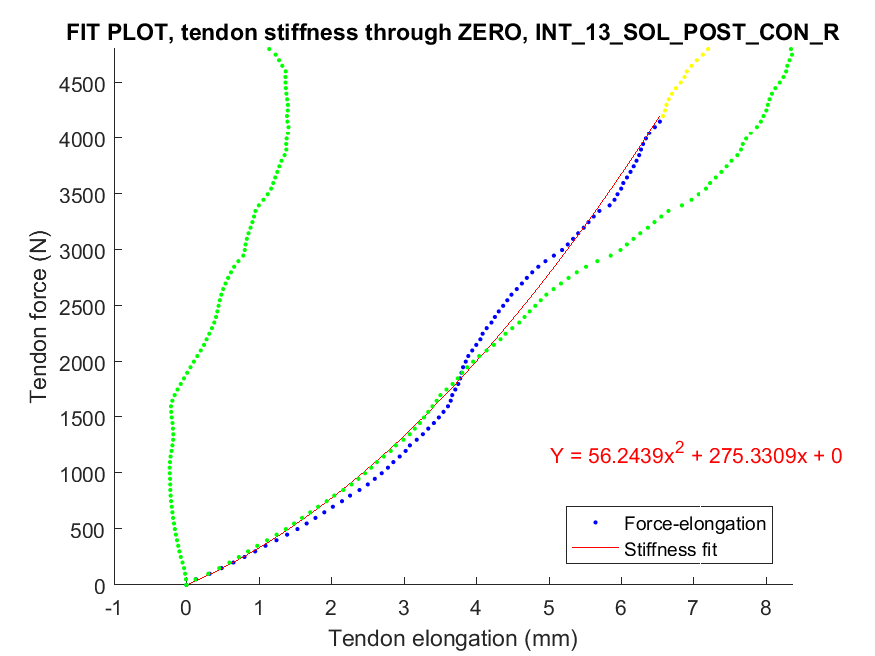 FIT PLOT, tendon stiffness through ZERO, INT_13_SOL_POST_CON_R
Tendon force (N)
4500
4000
3500
3000
2500
2000
1500
1000
500
0
Y = 56.2439x² + 275.3309x + 0
Force-elongation
Stiffness fit
-1 0 1 2 3 4 5 6 7 8
Tendon elongation (mm)